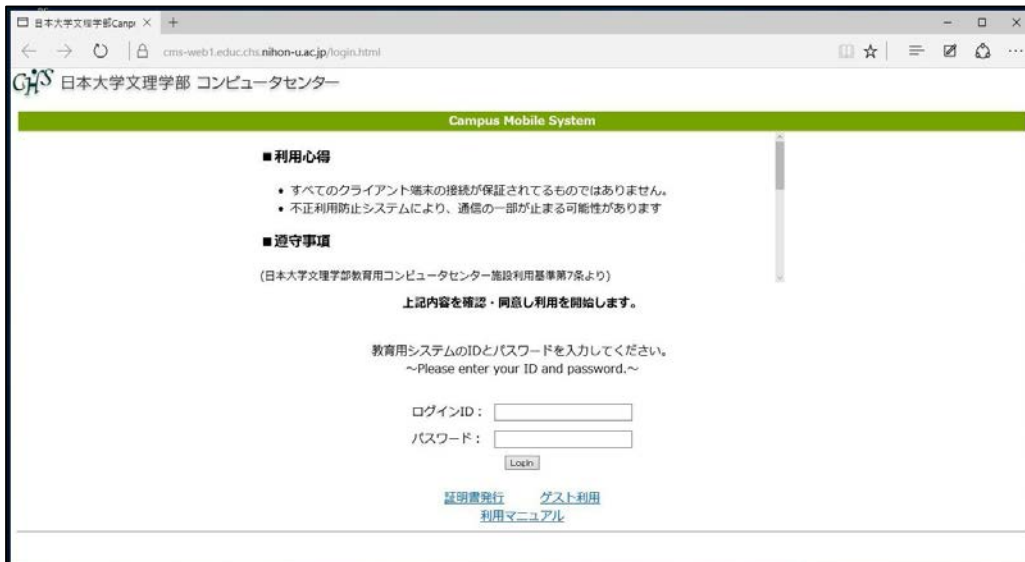 日本大学文理学部Camp
cms-web1.educ.chs.nihon-u.ac.jp/login.html
CHS 日本大学文理学部 コンピュータセンター
Campus Mobile System
■利用心得
• すべてのクライアント端末の接続が保証されてるものではありません。
• 不正利用防止システムにより、通信の一部が止まる可能性があります
■遵守事項
(日本大学文理学部教育用コンピュータセンター施設利用基準第7条より)
上記内容を確認・同意し利用を開始します。
教育用システムのIDとパスワードを入力してください。
～Please enter your ID and password.～
ログインID：
パスワード：
Login
証明書発行 ゲスト利用
利用マニュアル